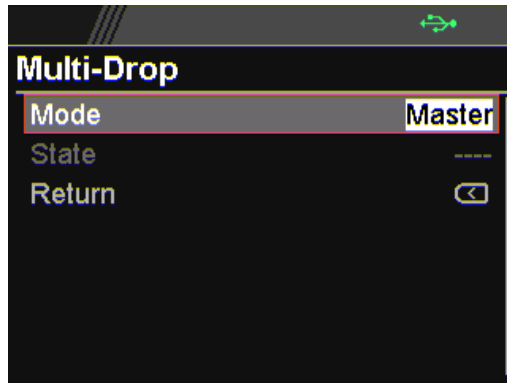 Multi-Drop
Mode Master
State ----
Return